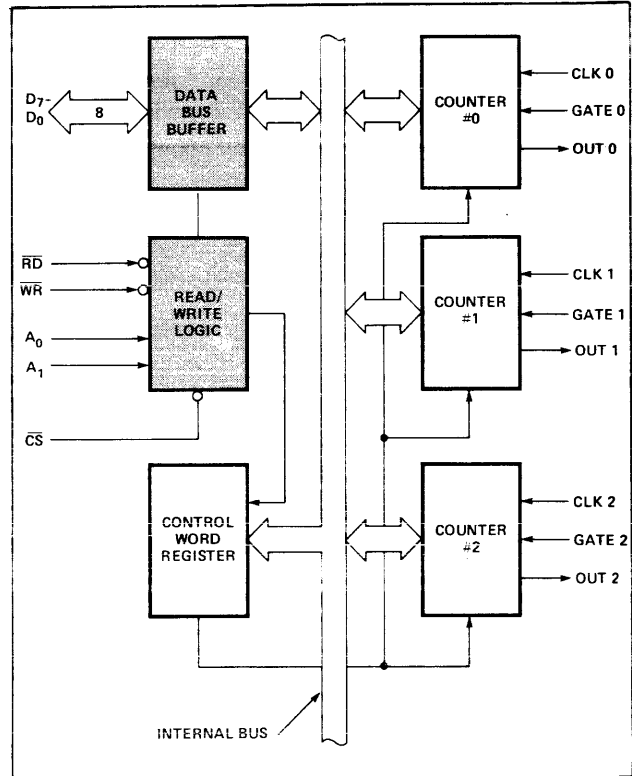 D7-
D0
8
DATA
BUS
BUFFER
COUNTER
#0
CLK 0
GATE 0
OUT 0
RD
WR
A0
A1
CS
READ/
WRITE
LOGIC
COUNTER
#1
CLK 1
GATE 1
OUT 1
CONTROL
WORD
REGISTER
COUNTER
#2
CLK 2
GATE 2
OUT 2
INTERNAL BUS